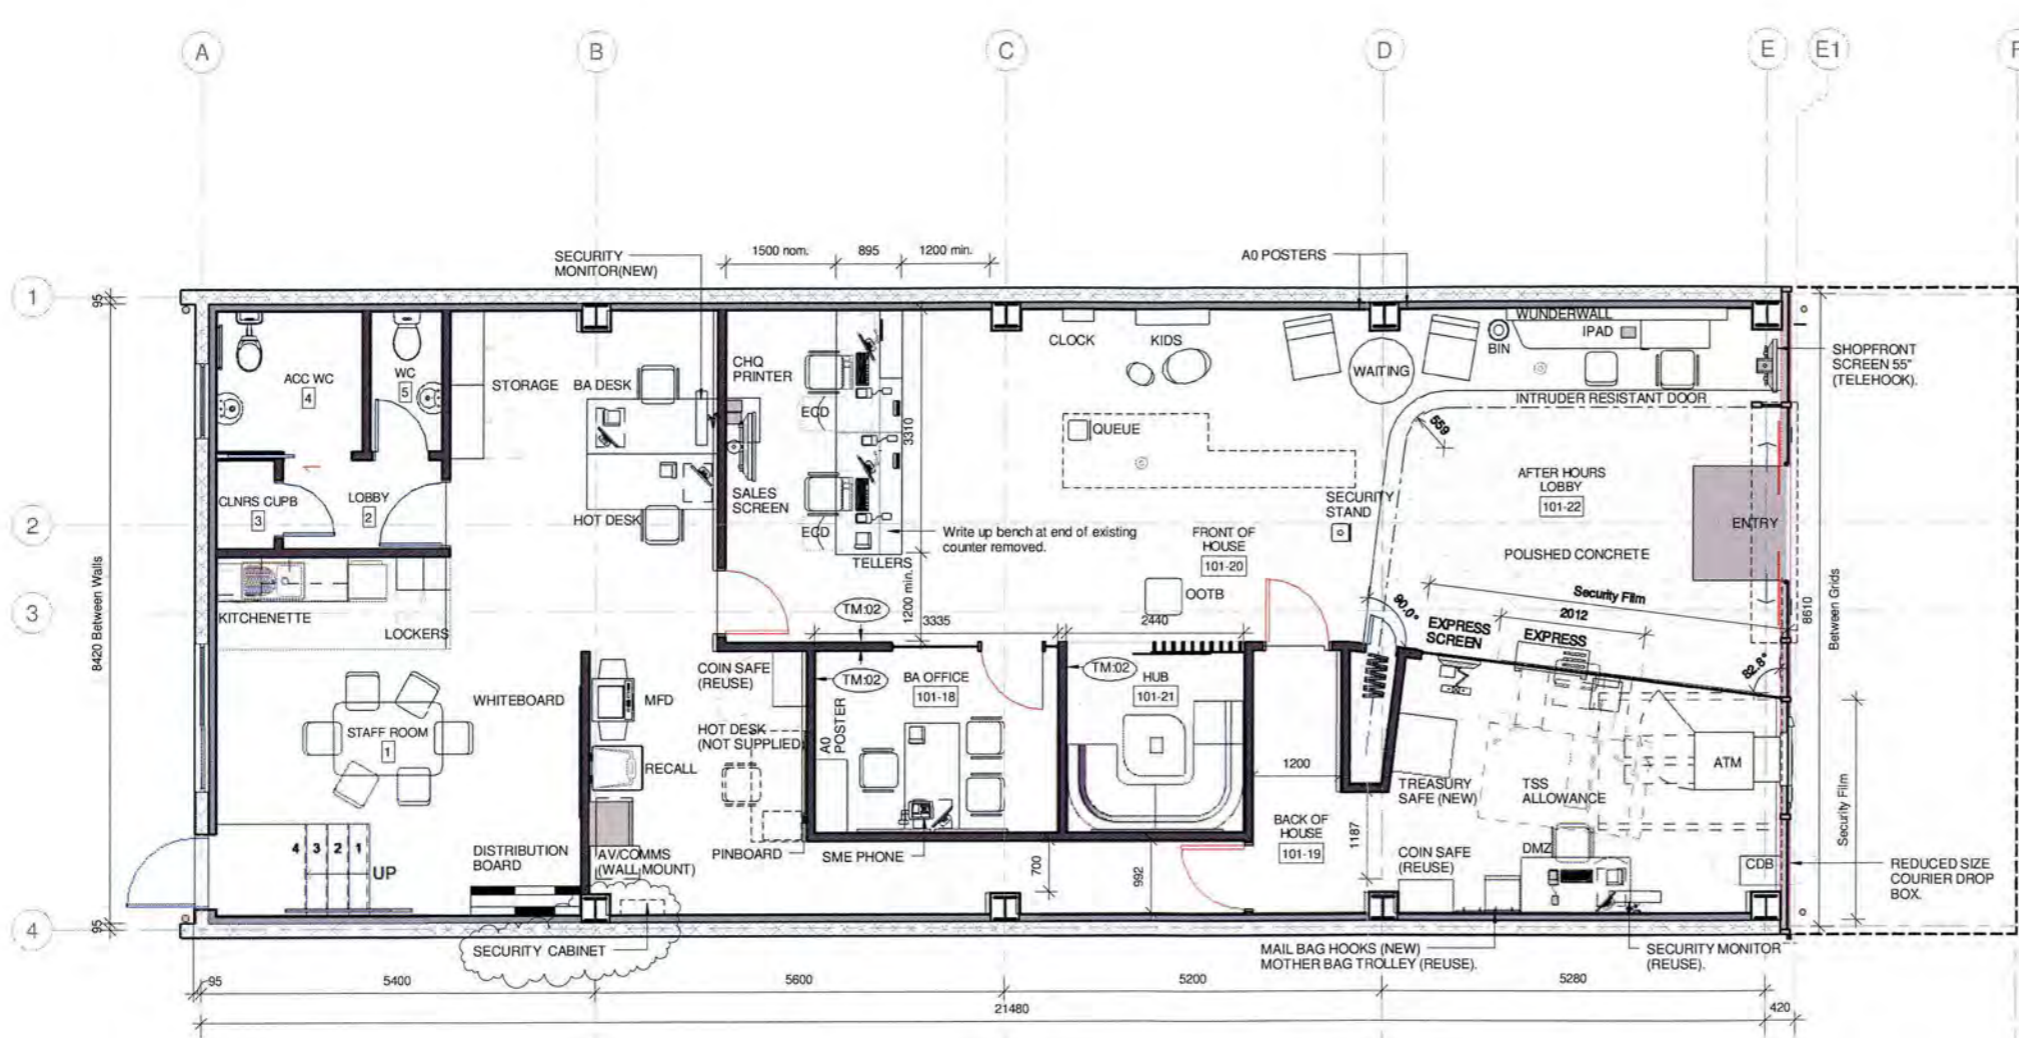 A
B
C
D
E
E1
F
1
2
3
4
95
8420 Between Walls
95
SECURITY
MONITOR(NEW)
1500 nom.
895
1200 min.
A0 POSTERS
ACC WC
4
WC
5
STORAGE
BA DESK
HOT DESK
CHQ
PRINTER
ECD
ECD
SALES
SCREEN
3310
1200 min.
TELLERS
Write up bench at end of existing
counter removed.
CLOCK
KIDS
QUEUE
WAITING
BIN
WUNDERWALL
IPAD
SHOPFRONT
SCREEN 55"
(TELEHOOK).
INTRUDER RESISTANT DOOR
559
SECURITY
STAND
FRONT OF
HOUSE
101-20
OOTB
AFTER HOURS
LOBBY
101-22
ENTRY
POLISHED CONCRETE
Security Film
2012
90.0°
EXPRESS
SCREEN
EXPRESS
82.8°
8610
Between Grids
CLNRS CUPB
3
LOBBY
2
KITCHENETTE
LOCKERS
STAFF ROOM
1
WHITEBOARD
MFD
RECALL
COIN SAFE
(REUSE)
HOT DESK
(NOT SUPPLIED)
TM:02
TM:02
TM:02
3335
2440
BA OFFICE
101-18
A0
POSTER
HUB
101-21
1200
TREASURY
SAFE (NEW)
TSS
ALLOWANCE
ATM
Security Film
4
3
2
1
UP
DISTRIBUTION
BOARD
AV/COMMS
(WALL MOUNT)
PINBOARD
SME PHONE
700
992
BACK OF
HOUSE
101-19
1187
COIN SAFE
(REUSE)
DMZ
CDB
REDUCED SIZE
COURIER DROP
BOX.
SECURITY CABINET
MAIL BAG HOOKS (NEW)
MOTHER BAG TROLLEY (REUSE).
SECURITY MONITOR
(REUSE).
95
5400
5600
5200
5280
21480
420